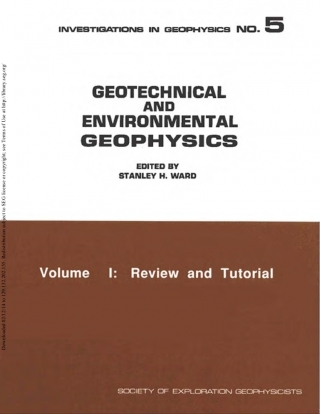 INVESTIGATIONS IN GEOPHYSICS NO. 5
GEOTECHNICAL
AND
ENVIRONMENTAL
GEOPHYSICS
EDITED BY
STANLEY H. WARD
Volume I: Review and Tutorial
SOCIETY OF EXPLORATION GEOPHYSICISTS